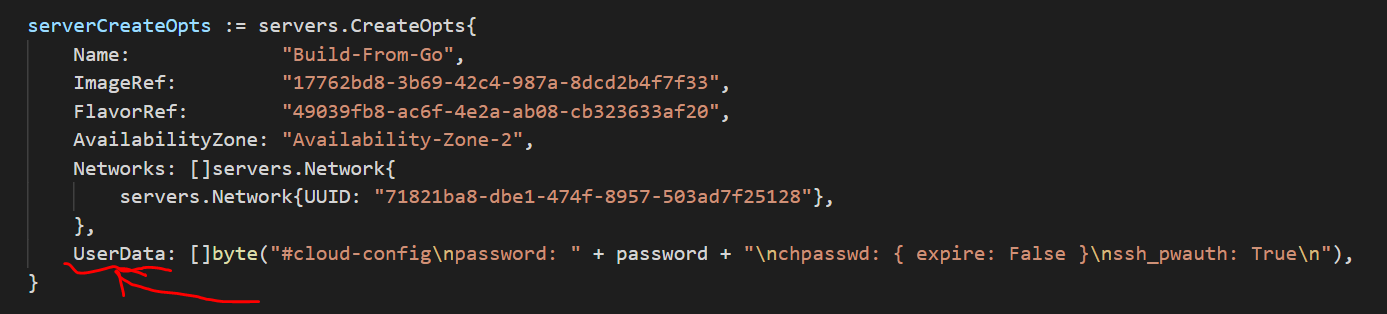 serverCreateOpts := servers.CreateOpts{
Name: "Build-From-Go",
ImageRef: "17762bd8-3b69-42c4-987a-8dcd2b4f7f33",
FlavorRef: "49039fb8-ac6f-4e2a-ab08-cb323633af20",
AvailabilityZone: "Availability-Zone-2",
Networks: []servers.Network{
servers.Network{UUID: "71821ba8-dbe1-474f-8957-503ad7f25128"},
},
UserData: []byte("#cloud-config\npassword: " + password + "\nchpasswd: { expire: False }\nssh_pwauth: True\n"),
}